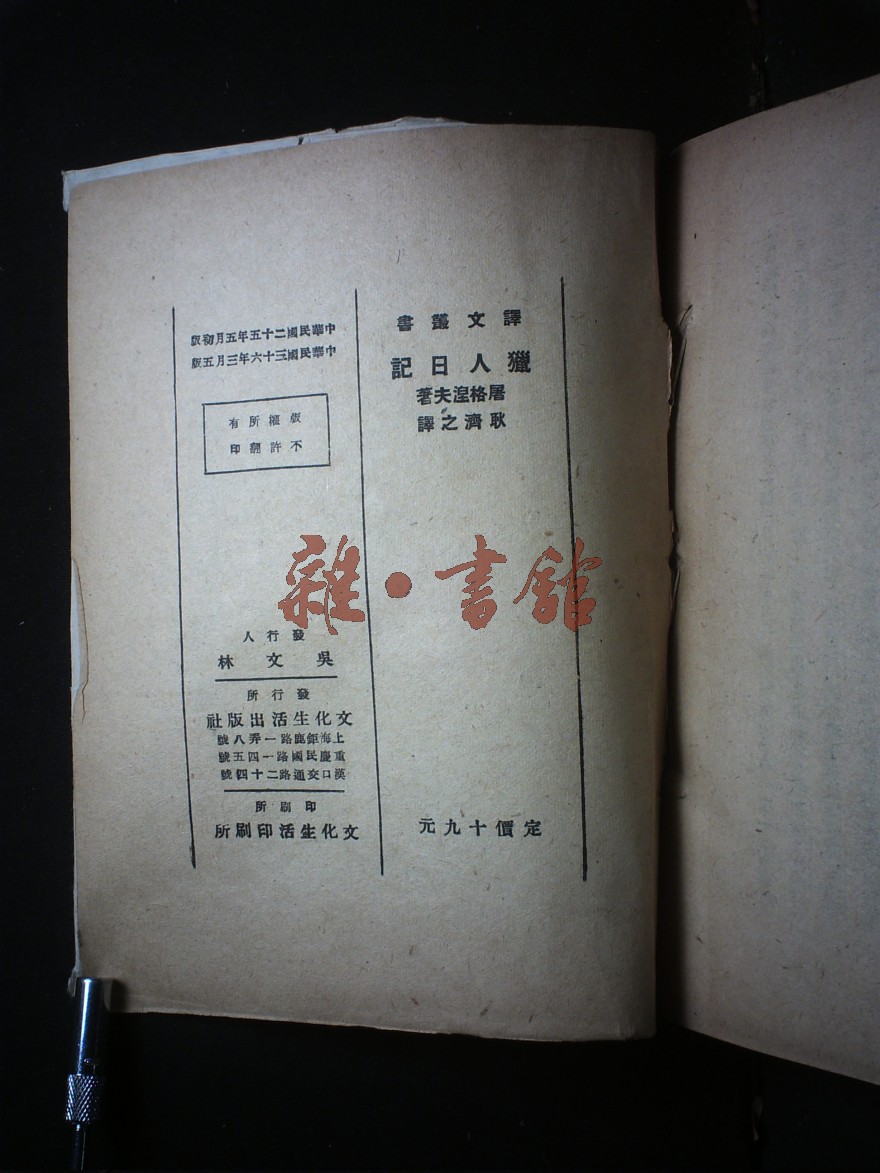 譯文叢書
獵人日記
屠格涅夫著
耿濟之譯
定價十九元
中華民國二十五年五月初版
中華民國三十六年三月五版
版權所有
不許翻印
發行人
吳文林
發行所
文化生活出版社
上海鉅鹿路一弄八號
重慶民國路一四五號
漢口交通路二十四號
印刷所
文化生活印刷所
雜·書館